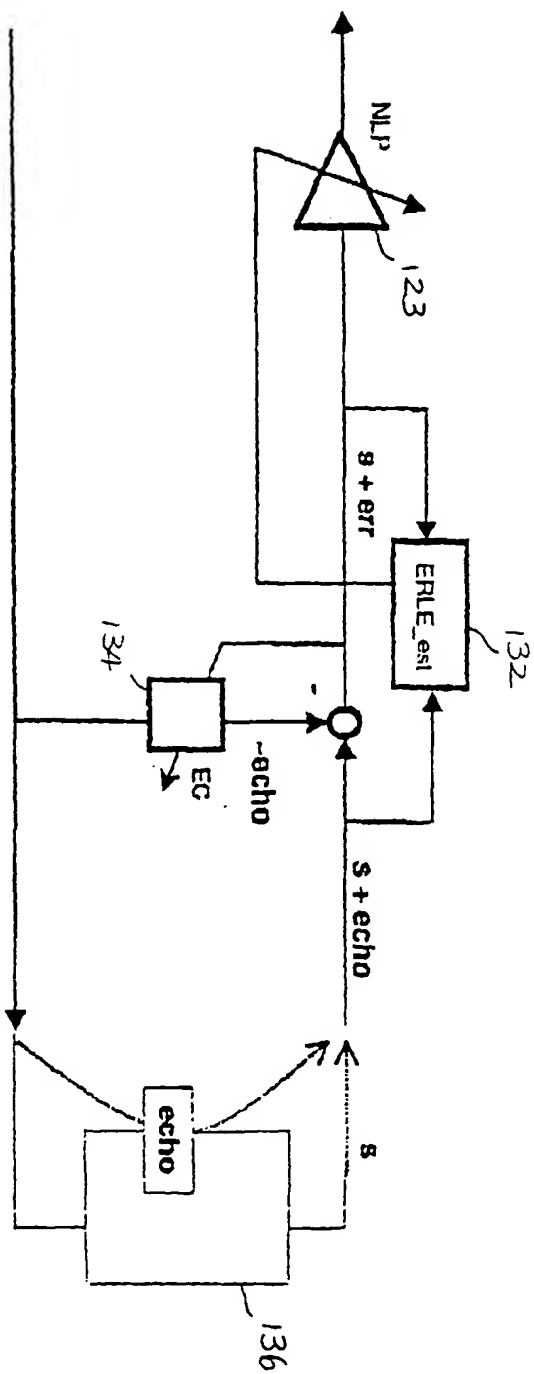 132
ERLE_est
123
NLP
s + err
s + echo
s
-
~echo
134
EC
echo
136